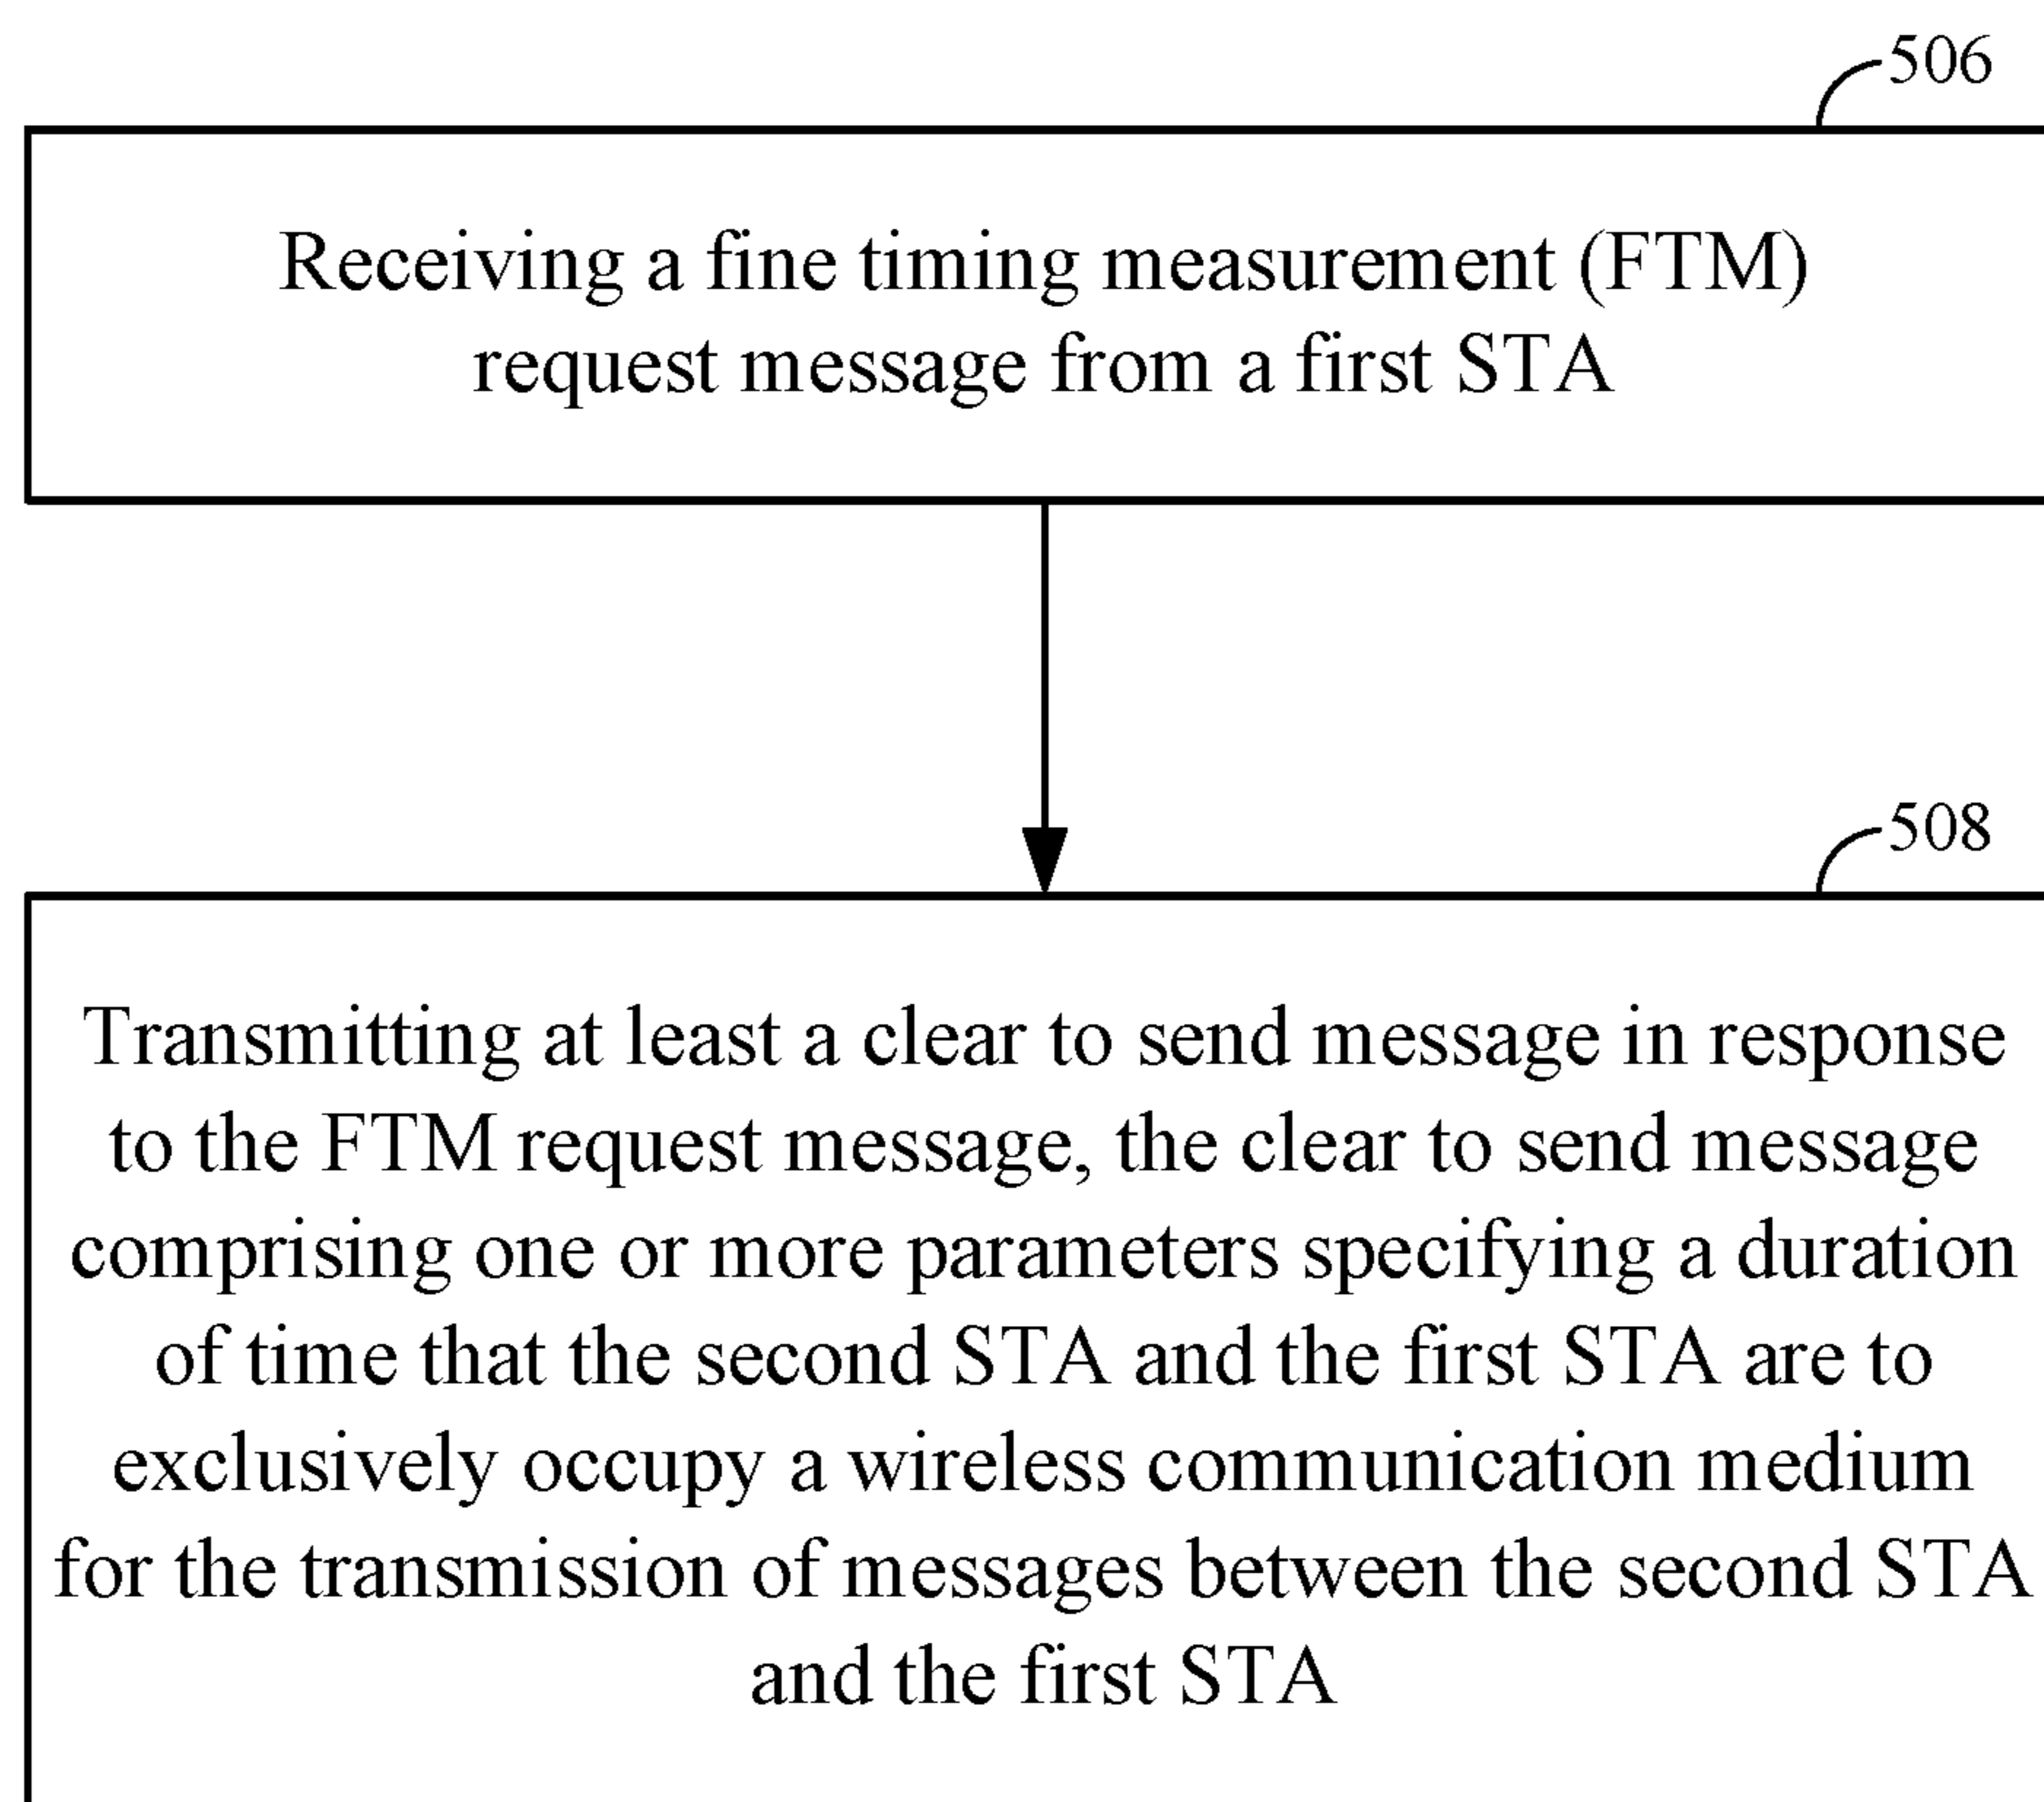 506
Receiving a fine timing measurement (FTM)
request message from a first STA
508
Transmitting at least a clear to send message in response
to the FTM request message, the clear to send message
comprising one or more parameters specifying a duration
of time that the second STA and the first STA are to
exclusively occupy a wireless communication medium
for the transmission of messages between the second STA
and the first STA